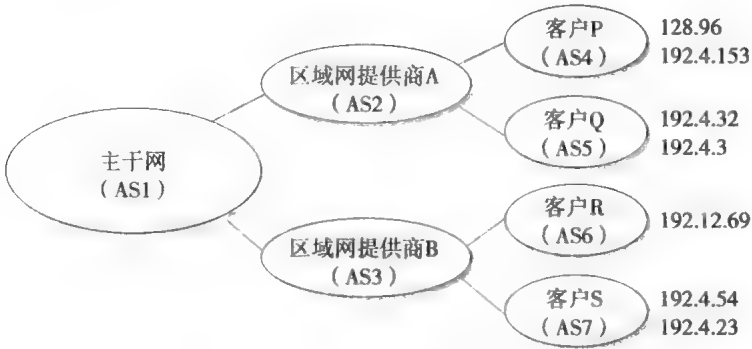 主干网
（AS1）
区域网提供商A
（AS2）
区域网提供商B
（AS3）
客户P
（AS4）
128.96
192.4.153
客户Q
（AS5）
192.4.32
192.4.3
客户R
（AS6）
192.12.69
客户S
（AS7）
192.4.54
192.4.23